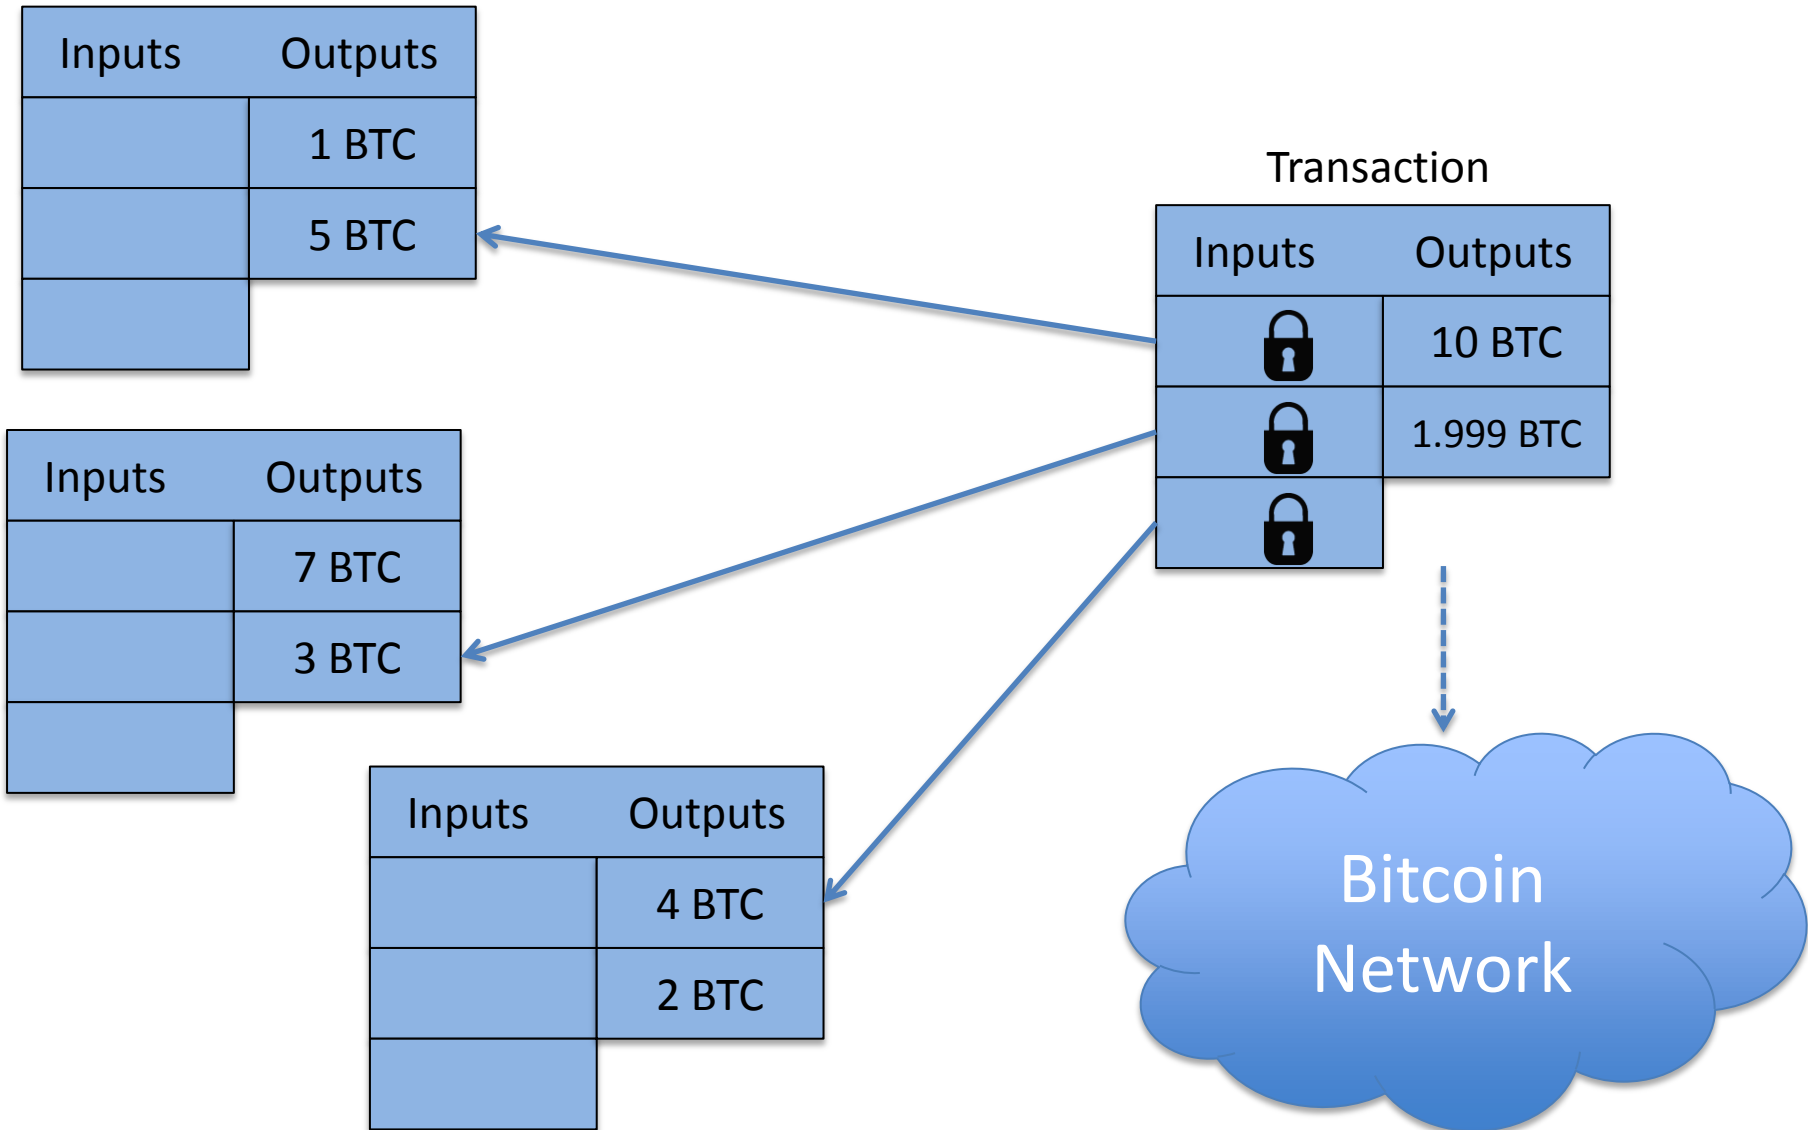 Inputs Outputs
1 BTC
5 BTC
Transaction
Inputs Outputs
10 BTC
1.999 BTC
Inputs Outputs
7 BTC
3 BTC
Inputs Outputs
4 BTC
2 BTC
Bitcoin
Network